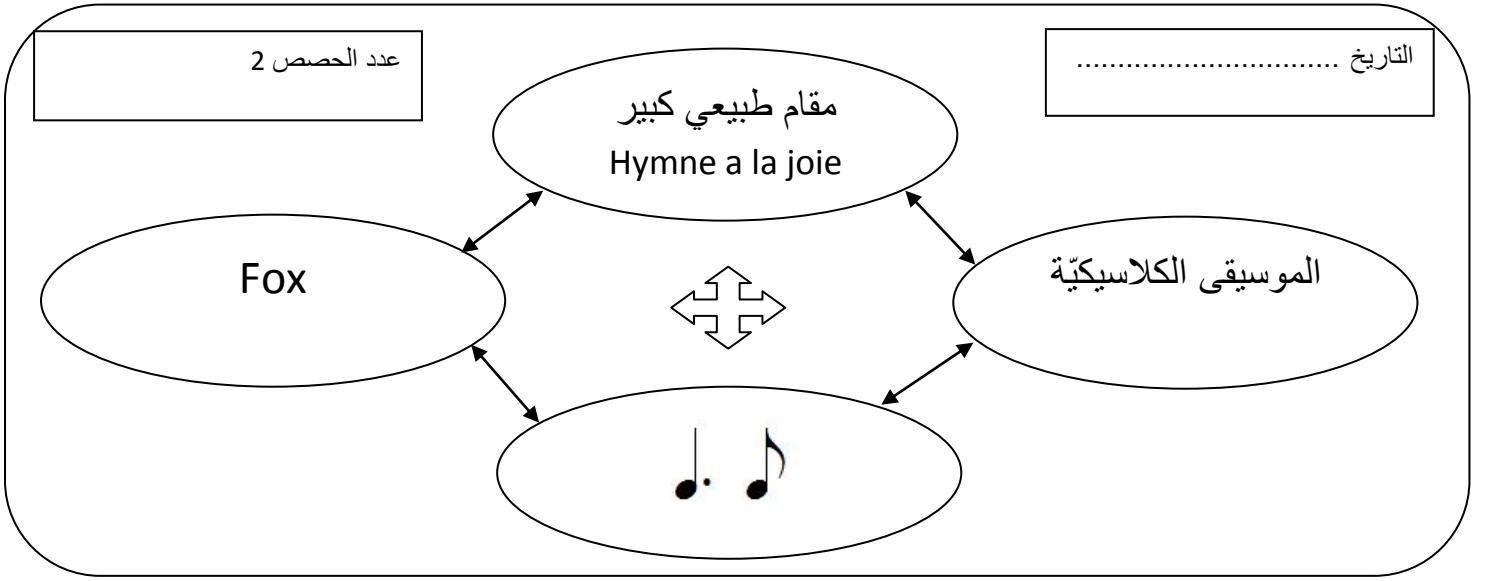 التاريخ ...............................
عدد الحصص 2
مقام طبيعي كبير
Hymne a la joie
الموسيقى الكلاسيكيّة
Fox